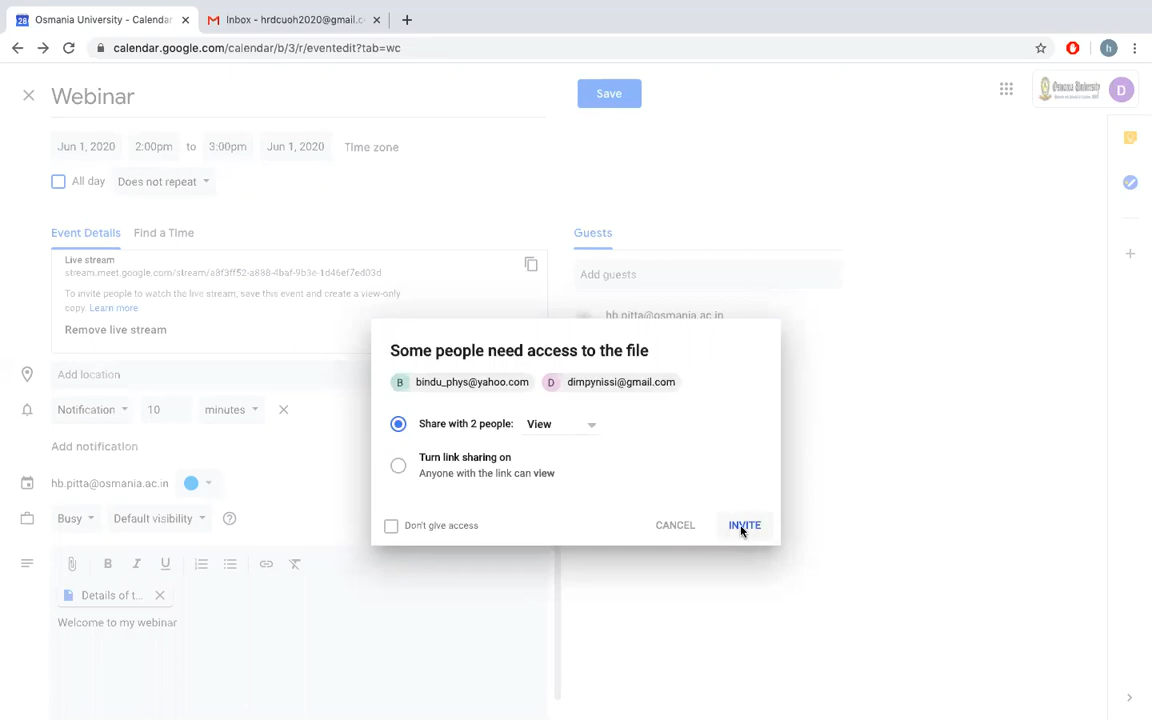 Osmania University - Calendar
Inbox - hrdcuoh2020@gmail.c
calendar.google.com/calendar/b/3/r/eventedit?tab=wc
h
Webinar
Save
Osmania University
D
Jun 1, 2020 2:00pm to 3:00pm Jun 1, 2020 Time zone
All day Does not repeat
Event Details Find a Time
Guests
Live stream
stream.meet.google.com/stream/a8f3ff52-a888-4baf-9b3e-1d46ef7ed03d
To invite people to watch the live stream, save this event and create a view-only
copy. Learn more
Remove live stream
Add guests
hb.pitta@osmania.ac.in
Some people need access to the file
B bindu_phys@yahoo.com D dimpynissi@gmail.com
Share with 2 people: View
Turn link sharing on
Anyone with the link can view
Don't give access
CANCEL INVITE
Add location
Notification 10 minutes
Add notification
hb.pitta@osmania.ac.in
Busy Default visibility ?
B I U
Details of t...
Welcome to my webinar